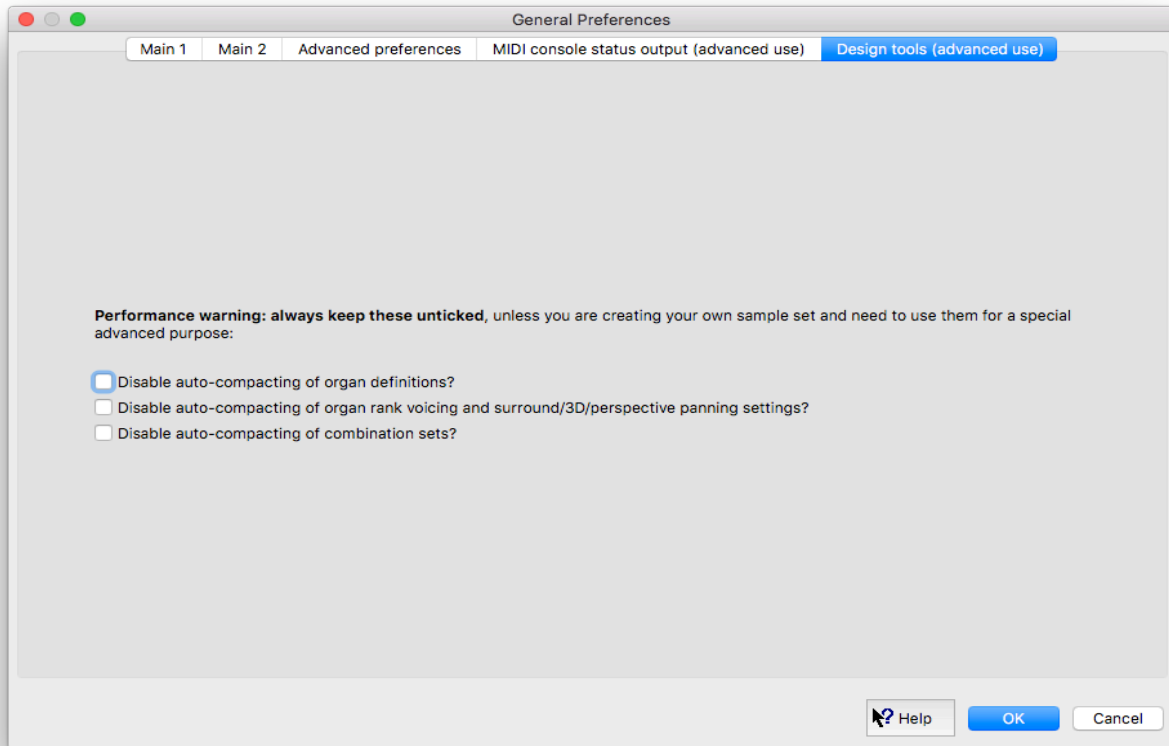 General Preferences
Main 1 Main 2 Advanced preferences MIDI console status output (advanced use) Design tools (advanced use)
Performance warning: always keep these unticked, unless you are creating your own sample set and need to use them for a special
advanced purpose:
Disable auto-compacting of organ definitions?
Disable auto-compacting of organ rank voicing and surround/3D/perspective panning settings?
Disable auto-compacting of combination sets?
Help OK Cancel